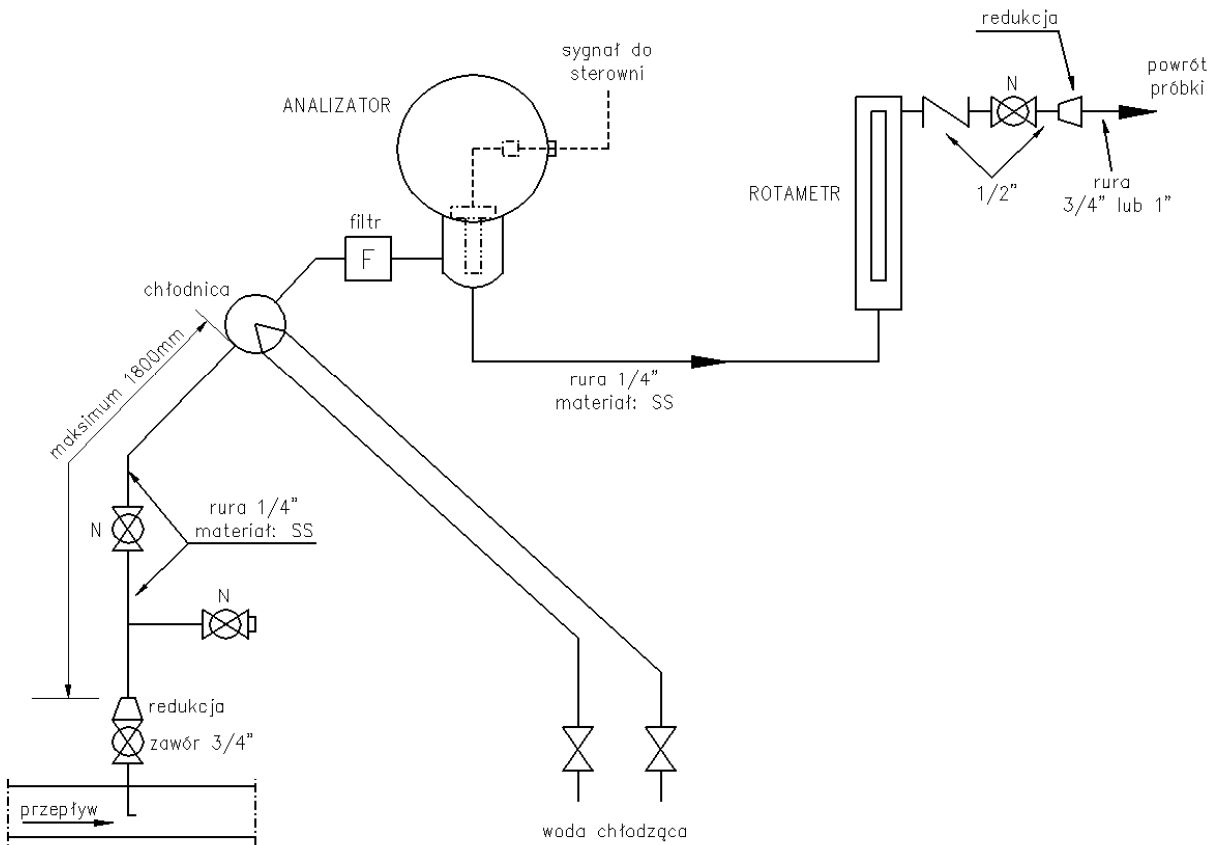 redukcja
sygnał do
sterowni
powrót
próbki
N
ANALIZATOR
ROTAMETR
1/2"
rura
3/4" lub 1"
filtr
F
chłodnica
maksimum 1800mm
rura 1/4"
materiał: SS
rura 1/4"
materiał: SS
N
N
redukcja
zawór 3/4"
przepływ
woda chłodząca